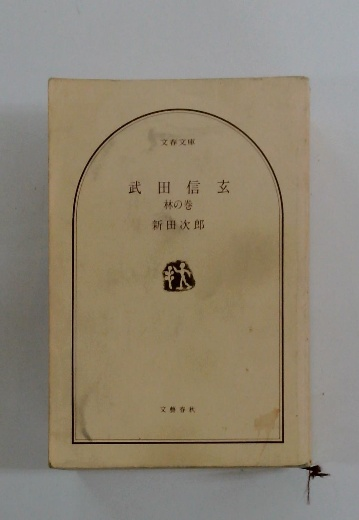 文春文庫
武田信玄
林の巻
新田次郎
文藝春秋